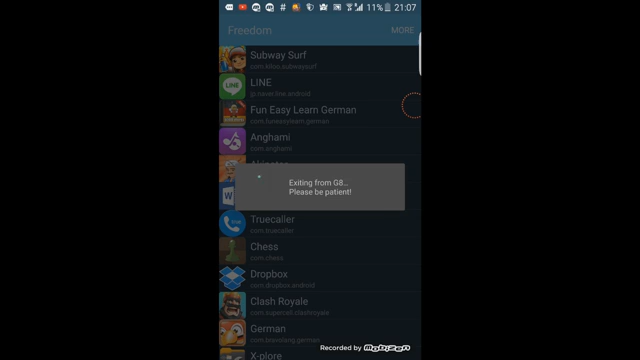 11% 21:07
Freedom MORE
Subway Surf
com.kiloo.subwaysurf
LINE
jp.naver.line.android
Fun Easy Learn German
com.funeasylearn.german
Anghami
com.anghami
Exiting from G8...
Please be patient!
Truecaller
com.truecaller
Chess
com.chess
Dropbox
com.dropbox.android
Clash Royale
com.supercell.clashroyale
German
X-plore
Recorded by mobizen